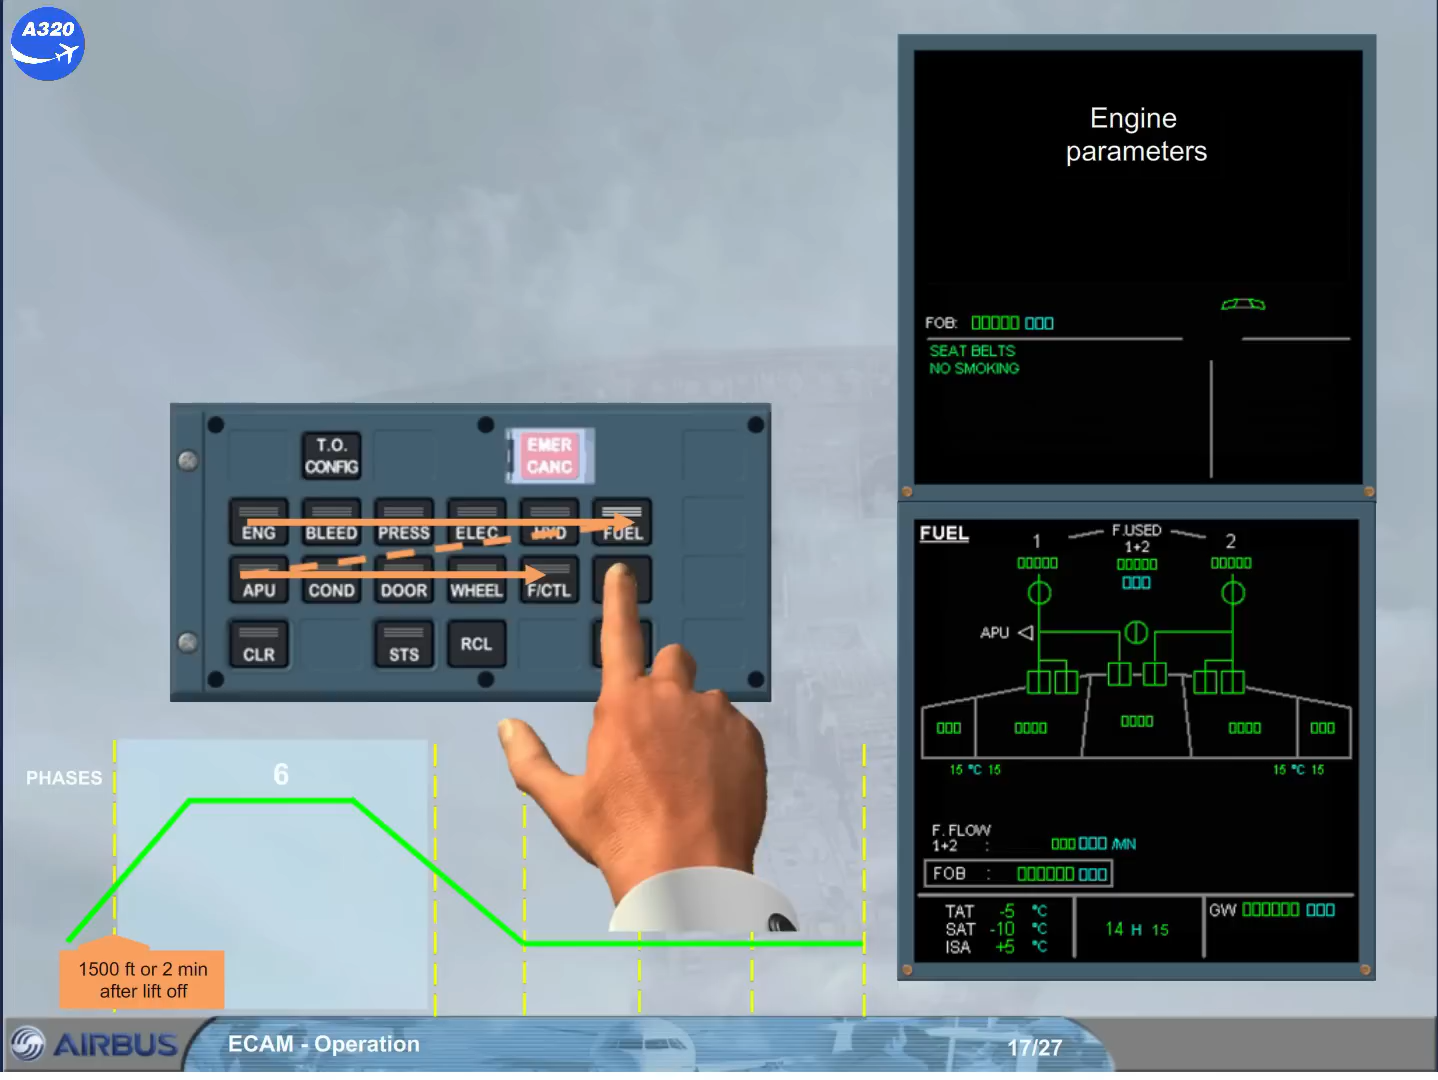 A320
Engine
parameters
FOB:
SEAT BELTS
NO SMOKING
T.O.
CONFIG
EMER
CANC
ENG
BLEED
PRESS
ELEC
HYD
FUEL
APU
COND
DOOR
WHEEL
F/CTL
CLR
STS
RCL
FUEL
F.USED
1
1+2
2
APU
15 °C 15
15 °C 15
F.FLOW
1+2 : /MN
FOB :
TAT -5 °C
SAT -10 °C
ISA +5 °C
14 H 15
GW
PHASES
6
1500 ft or 2 min
after lift off
AIRBUS
ECAM - Operation
17/27